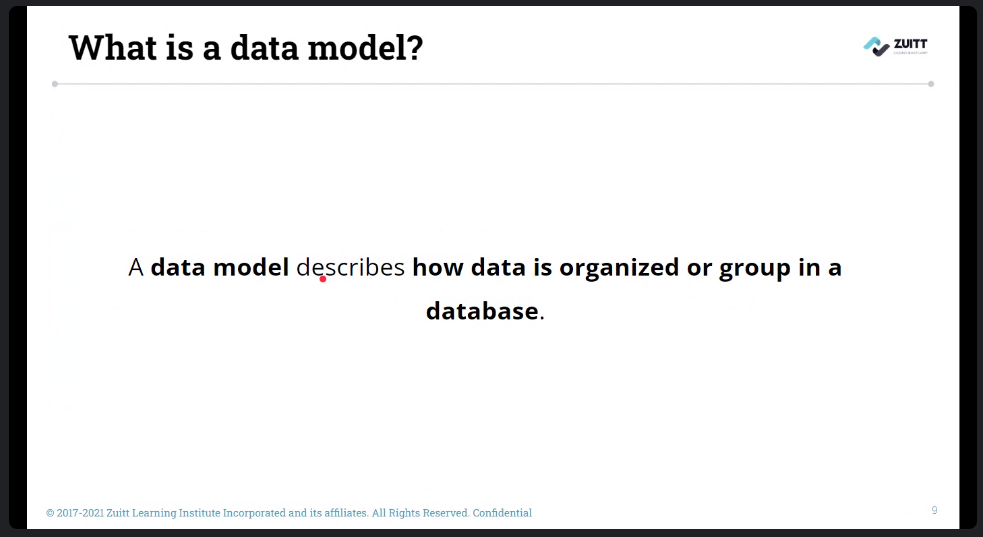 What is a data model?
ZUITT
A data model describes how data is organized or group in a
database.
© 2017-2021 Zuitt Learning Institute Incorporated and its affiliates. All Rights Reserved. Confidential
9